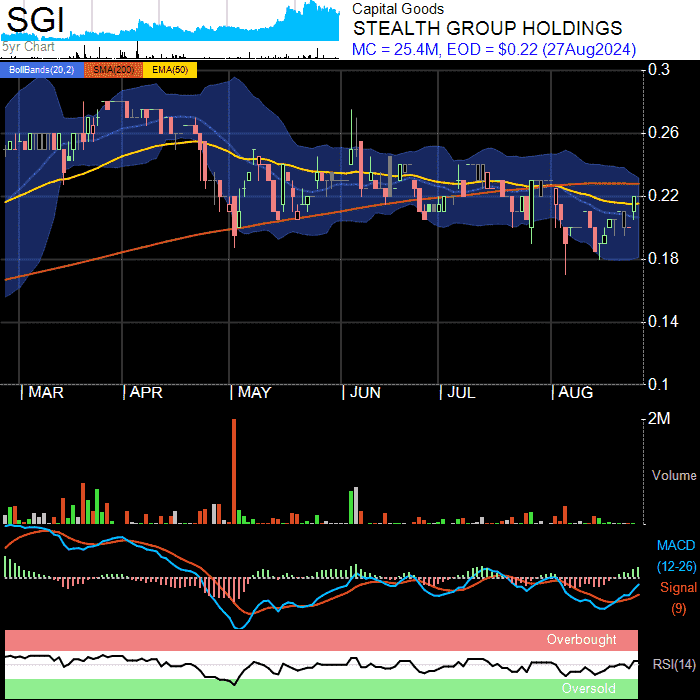 SGI
5yr Chart
Capital Goods
STEALTH GROUP HOLDINGS
MC = 25.4M, EOD = $0.22 (27Aug2024)
BollBands(20,2) SMA(200) EMA(50)
0.3
0.26
0.22
0.18
0.14
0.1
MAR APR MAY JUN JUL AUG
2M
Volume
MACD
(12-26)
Signal
(9)
Overbought
RSI(14)
Oversold